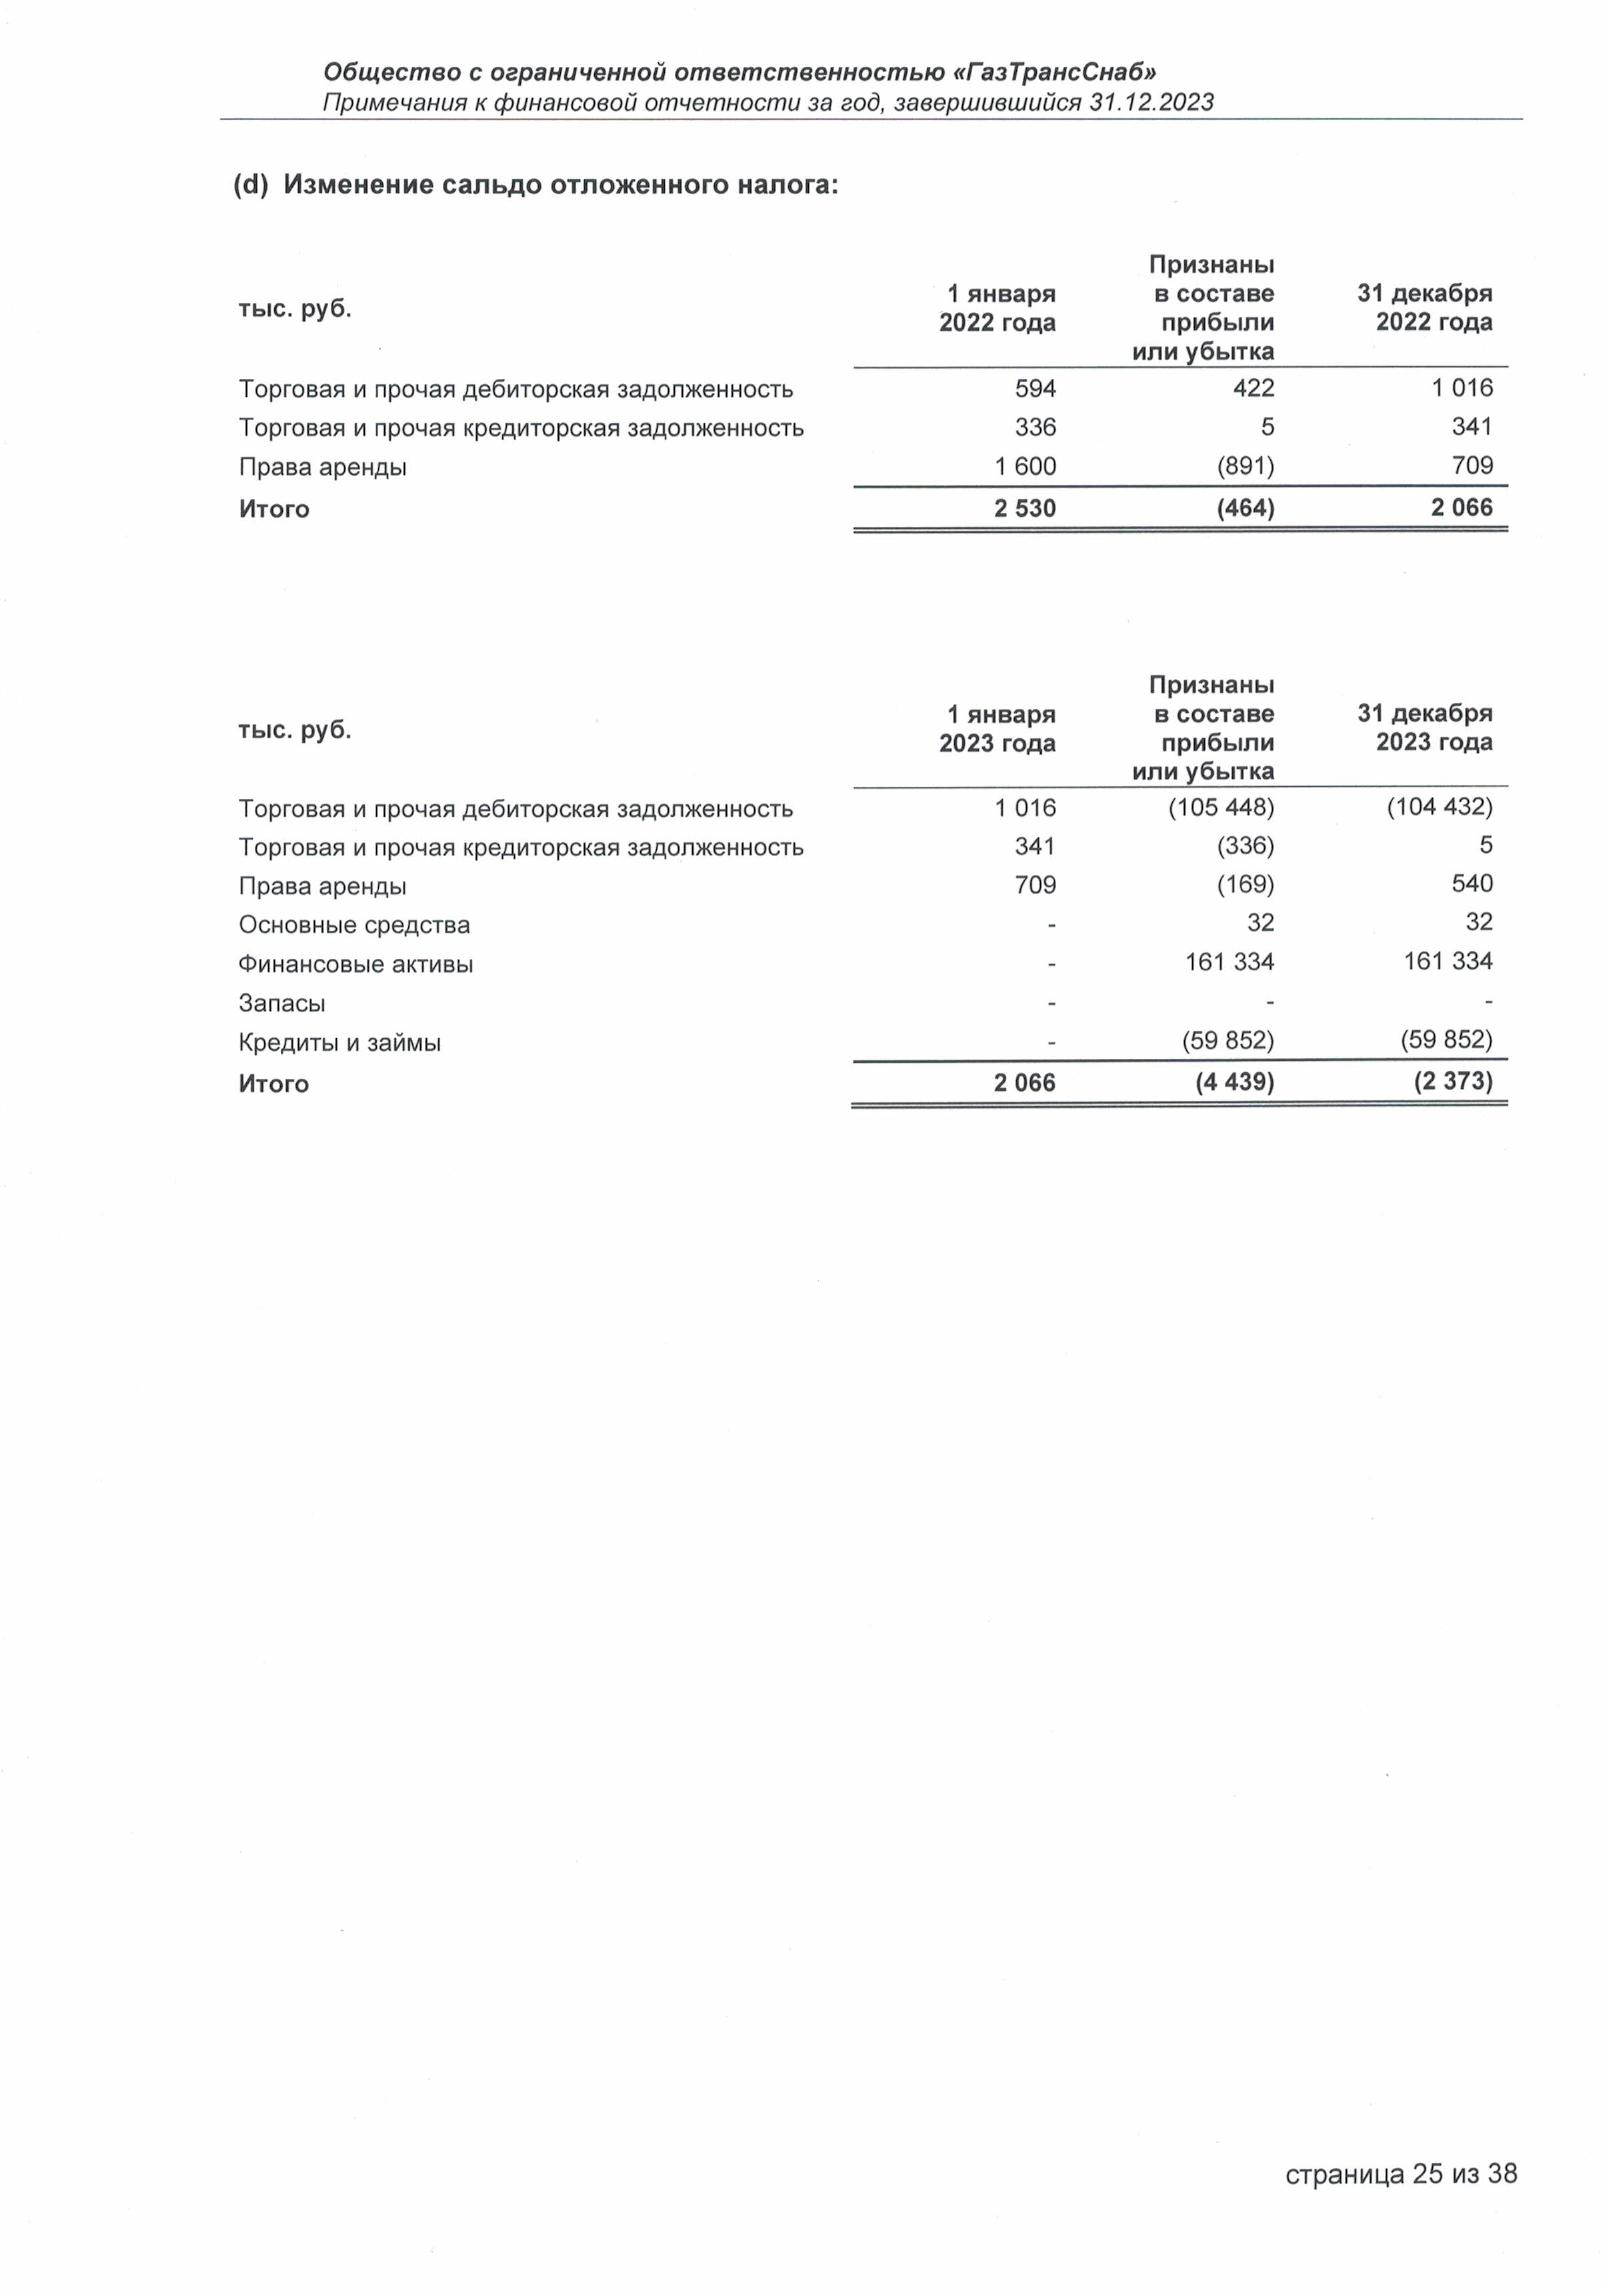 Общество с ограниченной ответственностью «ГазТрансСнаб»
Примечания к финансовой отчетности за год, завершившийся 31.12.2023
(d) Изменение сальдо отложенного налога:
тыс. руб. 1 января 2022 года Признаны в составе прибыли или убытка 31 декабря 2022 года
Торговая и прочая дебиторская задолженность 594 422 1 016
Торговая и прочая кредиторская задолженность 336 5 341
Права аренды 1 600 (891) 709
Итого 2 530 (464) 2 066
тыс. руб. 1 января 2023 года Признаны в составе прибыли или убытка 31 декабря 2023 года
Торговая и прочая дебиторская задолженность 1 016 (105 448) (104 432)
Торговая и прочая кредиторская задолженность 341 (336) 5
Права аренды 709 (169) 540
Основные средства - 32 32
Финансовые активы - 161 334 161 334
Запасы - - -
Кредиты и займы - (59 852) (59 852)
Итого 2 066 (4 439) (2 373)
страница 25 из 38